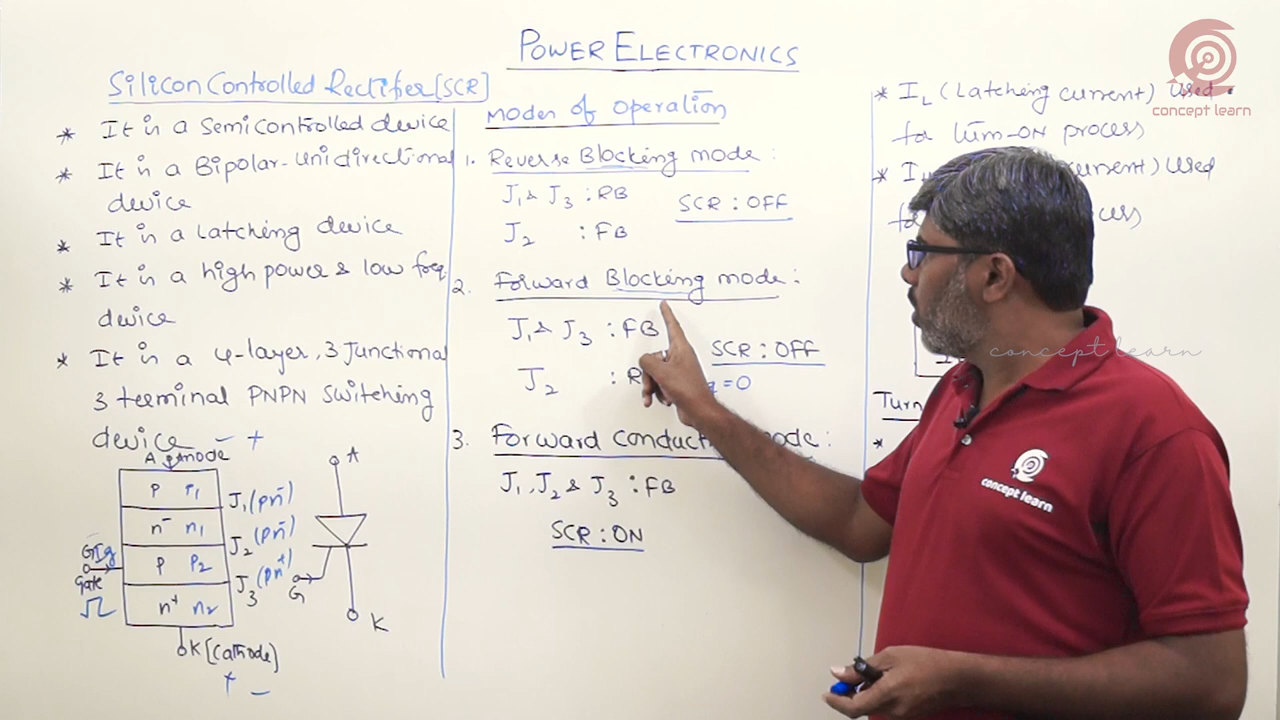 POWER ELECTRONICS
Silicon Controlled Rectifier [SCR]
* It is a Semicontrolled device
* It is a Bipolar-Unidirectional
device
* It is a Latching device
* It is a high power & low freq.
device
* It is a 4-layer, 3 Junctional
3 terminal PNPN Switching
device
- +
A
Anode
P P1
J1 (pn-)
n- n1
J2 (pn-)
P P2
J3 (pn+)
n+ n2
G Ig
Gate
K [Cathode]
+ -
A
G
K
Modes of Operation
1. Reverse Blocking mode:
J1 & J3 : RB
SCR : OFF
J2 : FB
2. Forward Blocking mode:
J1 & J3 : FB
SCR : OFF
J2 : R
= 0
3. Forward Conduct mode:
J1, J2 & J3 : FB
SCR : ON
* IL (Latching current) Used
for turn-ON process
* I current) Used
Turn
*
concept learn
concept learn
concept learn